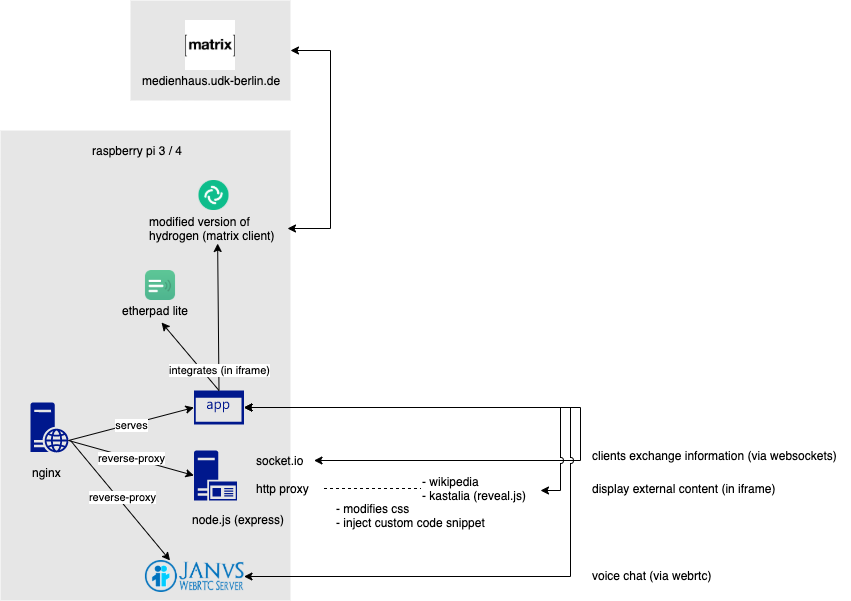 [matrix]
medienhaus.udk-berlin.de
raspberry pi 3 / 4
modified version of
hydrogen (matrix client)
etherpad lite
integrates (in iframe)
app
serves
nginx
reverse-proxy
reverse-proxy
socket.io
http proxy
- wikipedia
- kastalia (reveal.js)
- modifies css
- inject custom code snippet
node.js (express)
clients exchange information (via websockets)
display external content (in iframe)
JANVS
WEBRTC SERVER
voice chat (via webrtc)